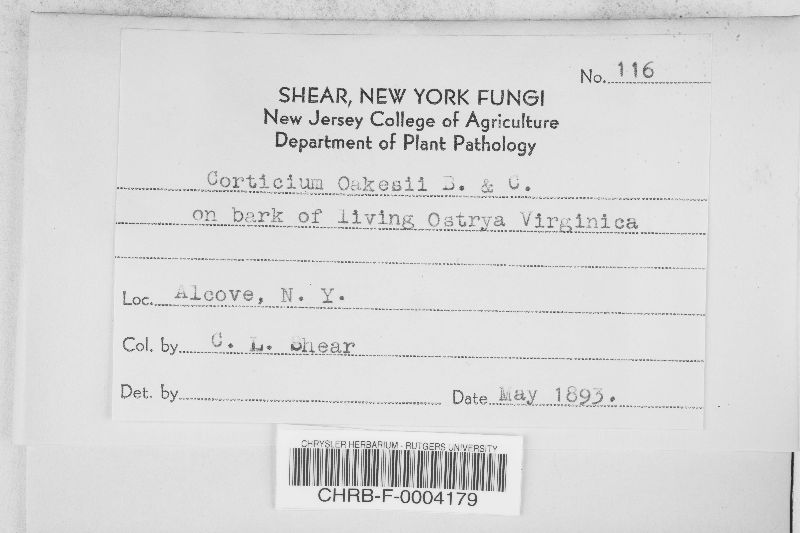 No. 116
SHEAR, NEW YORK FUNGI
New Jersey College of Agriculture
Department of Plant Pathology
Corticium Oakesii B. & C.
on bark of living Ostrya Virginica
Loc. Alcove, N. Y.
Col. by C. L. Shear
Det. by
Date May 1893.
CHRYSLER HERBARIUM - RUTGERS UNIVERSITY
CHRB-F-0004179